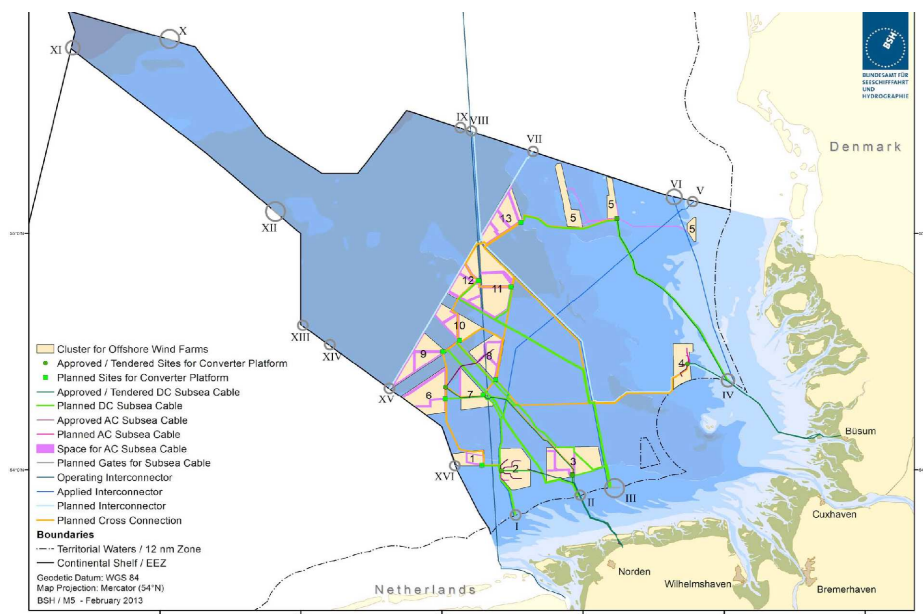 X
XI
BSH
BUNDESAMT FÜR
SEESCHIFFFAHRT
UND
HYDROGRAPHIE
IX
VIII
VII
Denmark
VI
V
XII
13
5
5
5
12
11
XIII
XIV
10
9
8
4
XV
6
7
IV
Büsum
XVI
1
2
3
II
III
I
Cuxhaven
Norden
Wilhelmshaven
Bremerhaven
Netherlands
Cluster for Offshore Wind Farms
Approved / Tendered Sites for Converter Platform
Planned Sites for Converter Platform
Approved / Tendered DC Subsea Cable
Planned DC Subsea Cable
Approved AC Subsea Cable
Planned AC Subsea Cable
Space for AC Subsea Cable
Planned Gates for Subsea Cable
Operating Interconnector
Applied Interconnector
Planned Interconnector
Planned Cross Connection
Boundaries
Territorial Waters / 12 nm Zone
Continental Shelf / EEZ
Geodetic Datum: WGS 84
Map Projection: Mercator (54°N)
BSH / M5 - February 2013